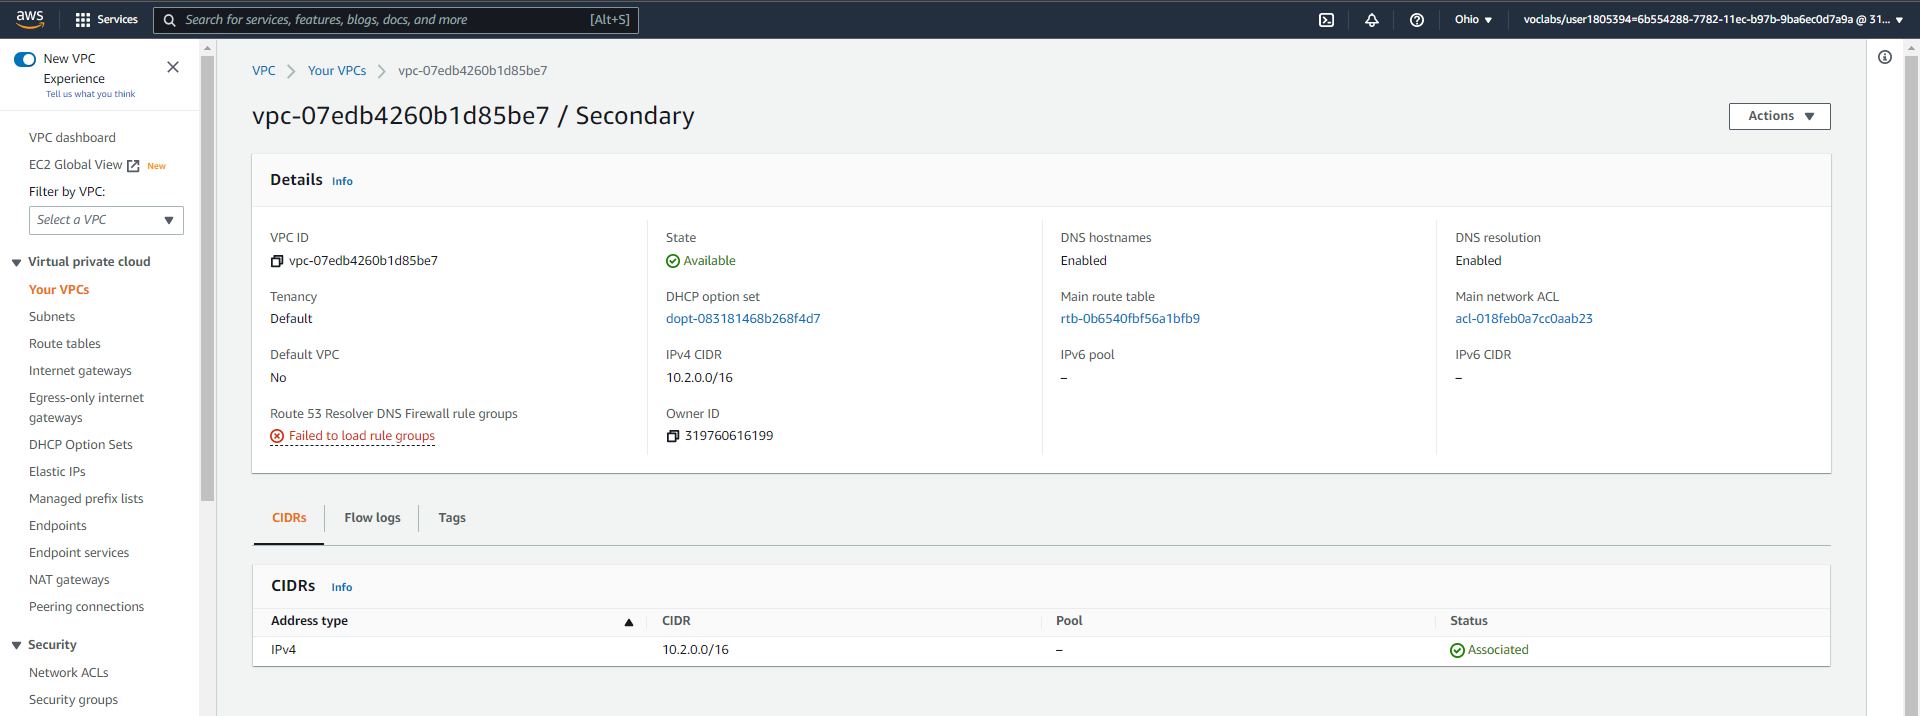 aws
Services
Search for services, features, blogs, docs, and more
[Alt+S]
Ohio
voclabs/user1805394=6b554288-7782-11ec-b97b-9ba6ec0d7a9a @ 31...
New VPC
Experience
Tell us what you think
VPC dashboard
EC2 Global View New
Filter by VPC:
Select a VPC
Virtual private cloud
Your VPCs
Subnets
Route tables
Internet gateways
Egress-only internet
gateways
DHCP Option Sets
Elastic IPs
Managed prefix lists
Endpoints
Endpoint services
NAT gateways
Peering connections
Security
Network ACLs
Security groups
VPC Your VPCs vpc-07edb4260b1d85be7
vpc-07edb4260b1d85be7 / Secondary
Actions
Details Info
VPC ID
vpc-07edb4260b1d85be7
Tenancy
Default
Default VPC
No
Route 53 Resolver DNS Firewall rule groups
Failed to load rule groups
State
Available
DHCP option set
dopt-083181468b268f4d7
IPv4 CIDR
10.2.0.0/16
Owner ID
319760616199
DNS hostnames
Enabled
Main route table
rtb-0b6540fbf56a1bfb9
IPv6 pool
–
DNS resolution
Enabled
Main network ACL
acl-018feb0a7cc0aab23
IPv6 CIDR
–
CIDRs Flow logs Tags
CIDRs Info
Address type CIDR Pool Status
IPv4 10.2.0.0/16 – Associated